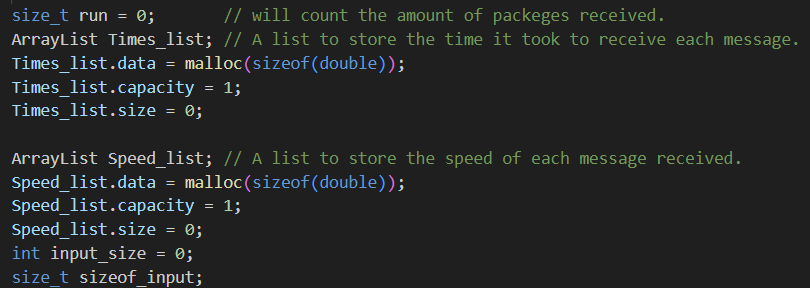 size_t run = 0;       // will count the amount of packeges received.
ArrayList Times_list; // A list to store the time it took to receive each message.
Times_list.data = malloc(sizeof(double));
Times_list.capacity = 1;
Times_list.size = 0;

ArrayList Speed_list; // A list to store the speed of each message received.
Speed_list.data = malloc(sizeof(double));
Speed_list.capacity = 1;
Speed_list.size = 0;
int input_size = 0;
size_t sizeof_input;